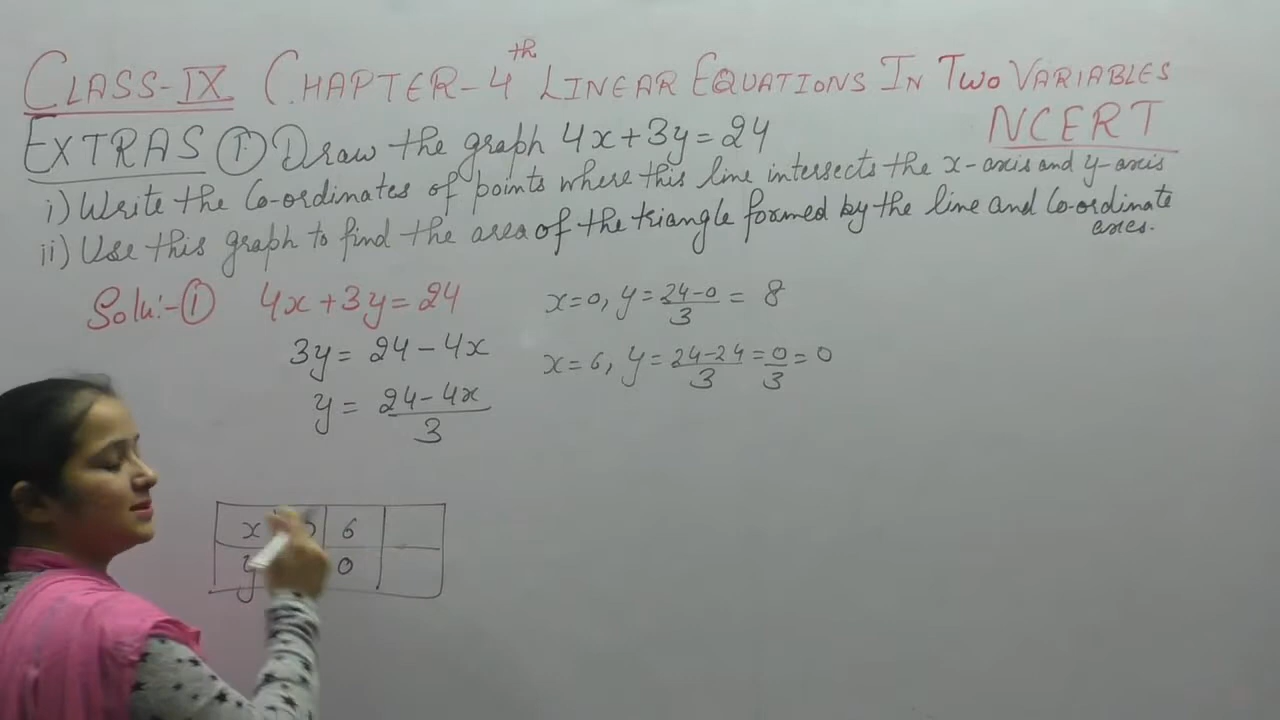 CLASS-IX CHAPTER-4th LINEAR EQUATIONS IN TWO VARIABLES
NCERT
EXTRAS ① Draw the graph 4x+3y=24
i) Write the Co-ordinates of points where this line intersects the x-axis and y-axis
ii) Use this graph to find the area of the triangle formed by the line and Co-ordinate axes.
Soln:-① 4x+3y=24
3y= 24-4x
y = 24-4x/3
x=0, y= 24-0/3 = 8
x=6, y= 24-24/3 = 0/3 = 0
x 6
y 0